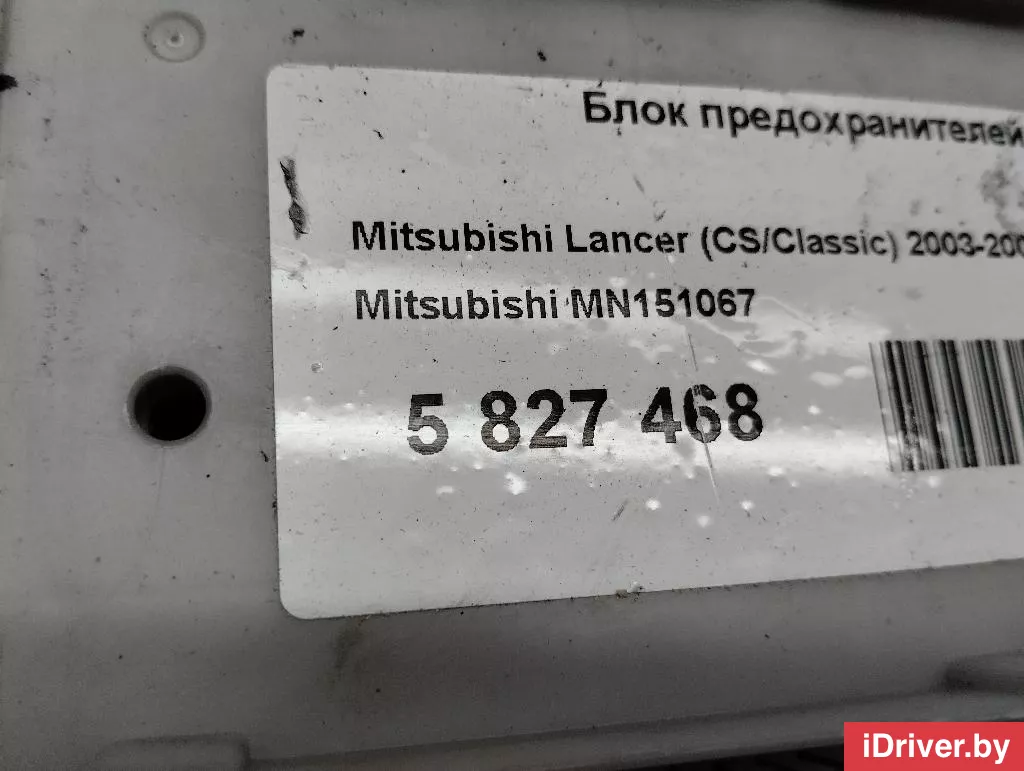 Блок предохранителей
Mitsubishi Lancer (CS/Classic) 2003-200
Mitsubishi MN151067
5 827 468
iDriver.by